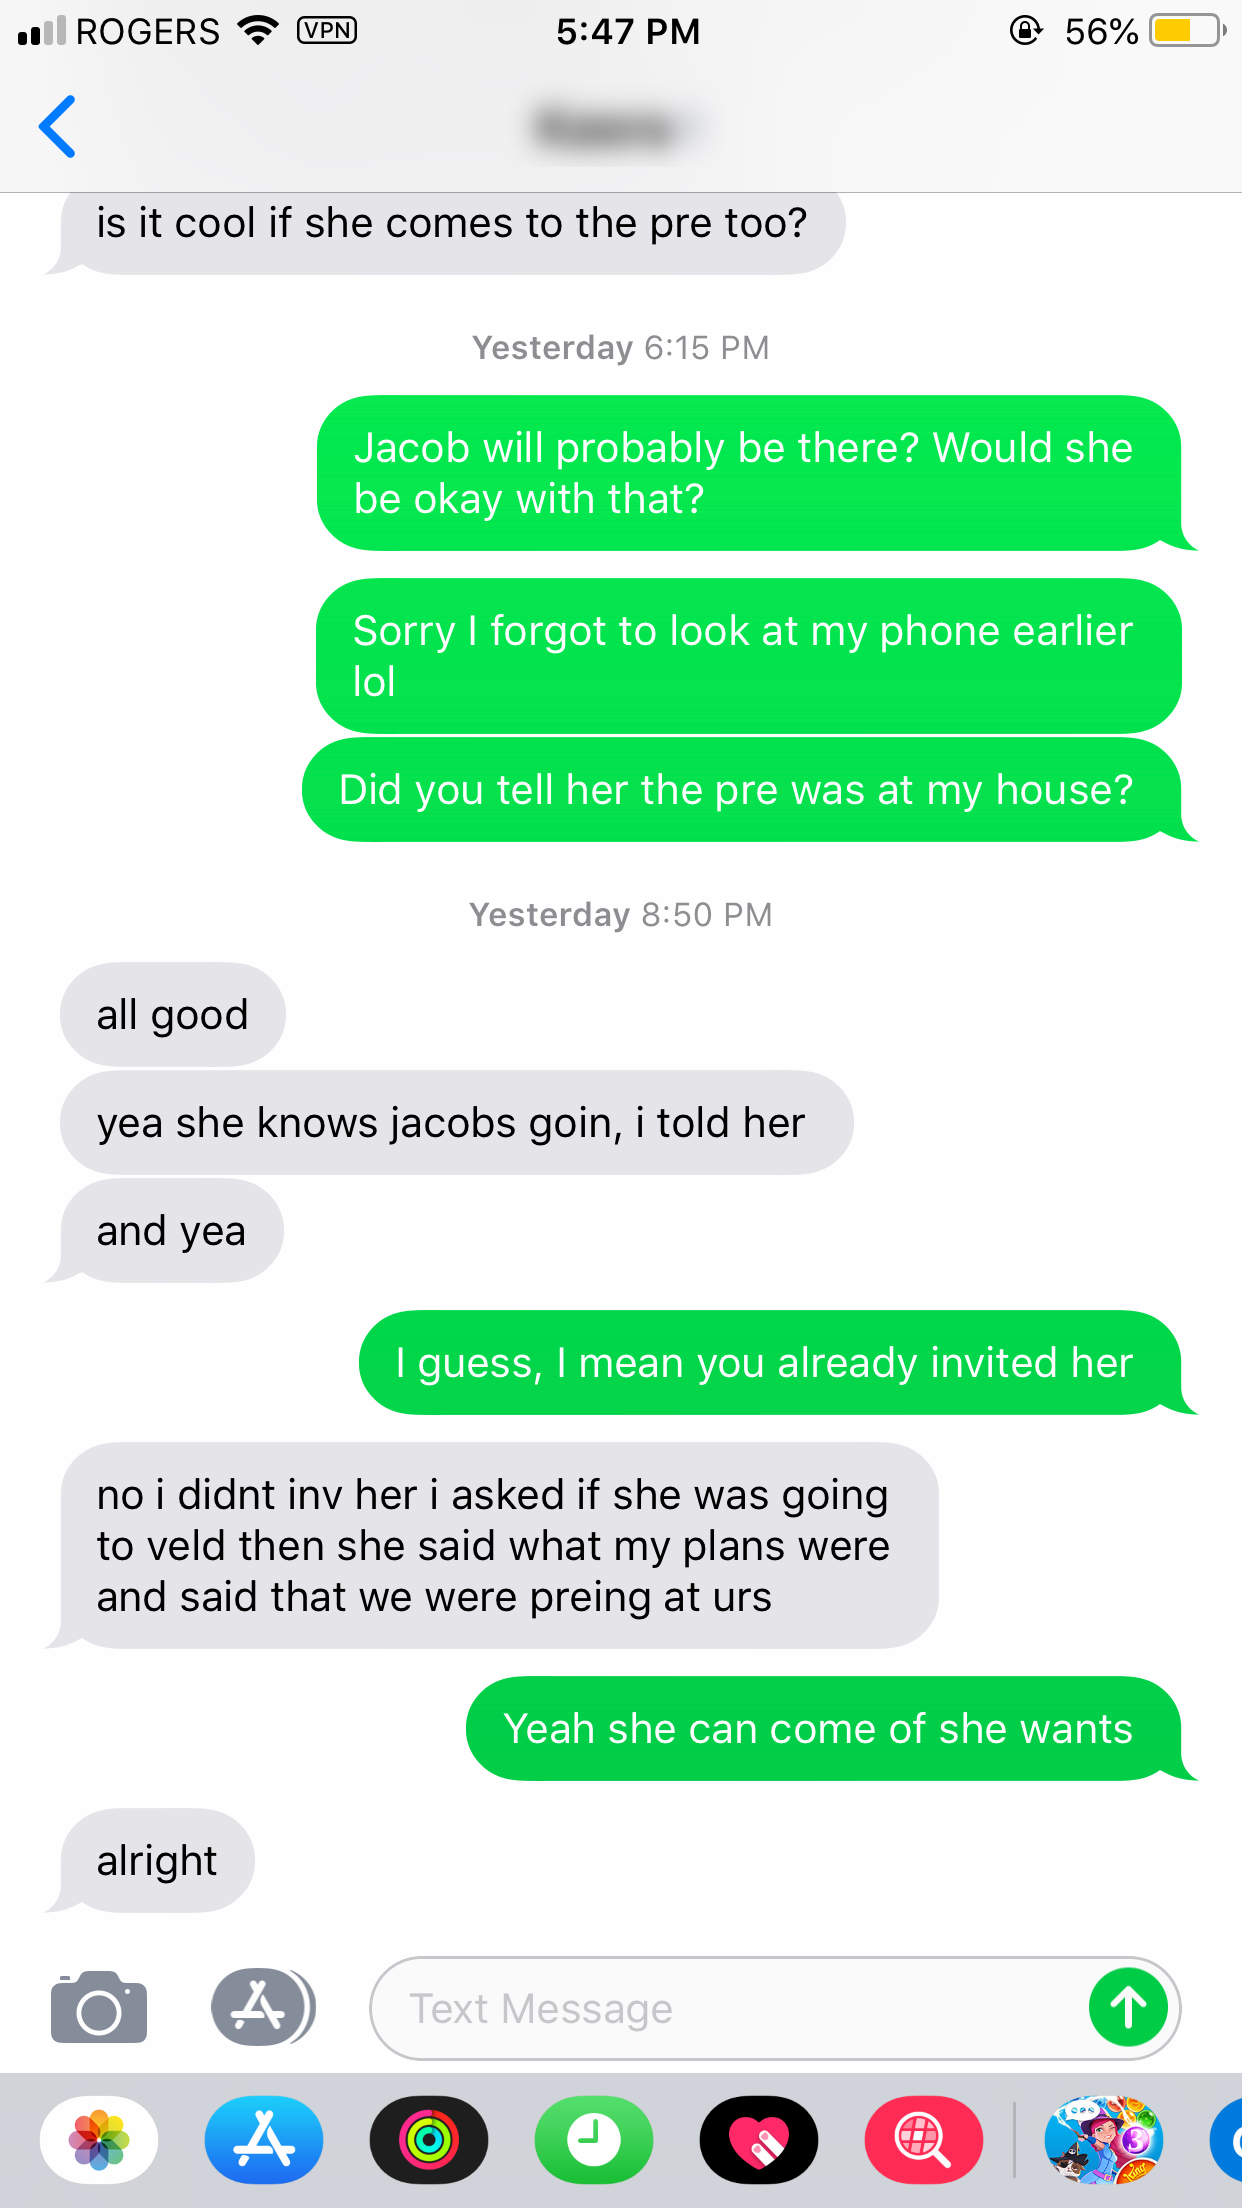 ROGERS VPN 5:47 PM 56%
is it cool if she comes to the pre too?
Yesterday 6:15 PM
Jacob will probably be there? Would she
be okay with that?
Sorry I forgot to look at my phone earlier
lol
Did you tell her the pre was at my house?
Yesterday 8:50 PM
all good
yea she knows jacobs goin, i told her
and yea
I guess, I mean you already invited her
no i didnt inv her i asked if she was going
to veld then she said what my plans were
and said that we were preing at urs
Yeah she can come of she wants
alright
Text Message
3
King